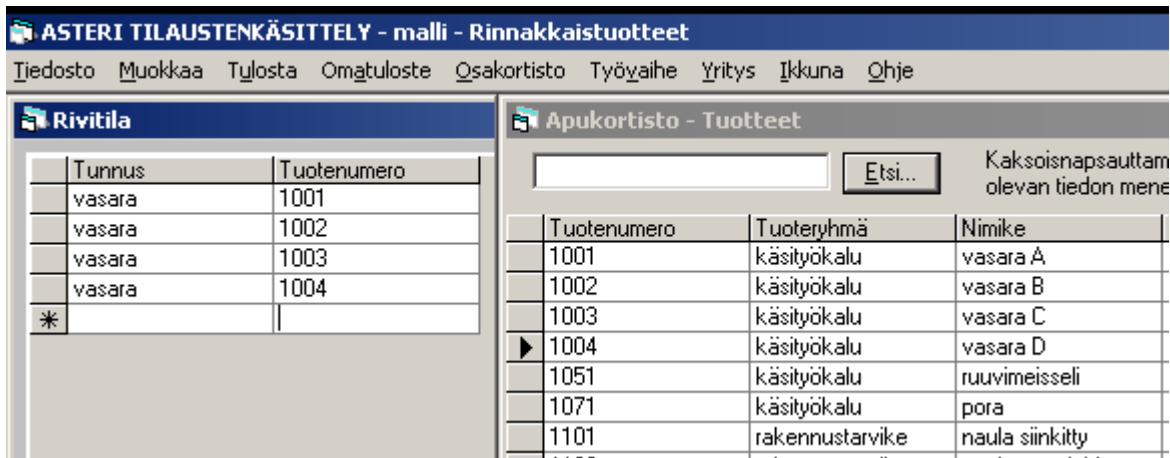 ASTERI TILAUSTENKÄSITTELY - malli - Rinnakkaistuotteet
Tiedosto Muokkaa Tulosta Omatuloste Osakortisto Työvaihe Yritys Ikkuna Ohje
Rivitila
Tunnus Tuotenumero
vasara 1001
vasara 1002
vasara 1003
vasara 1004
Apukortisto - Tuotteet
Etsi...
Kaksoisnapsauttam
olevan tiedon mene
Tuotenumero Tuoteryhmä Nimike
1001 käsityökalu vasara A
1002 käsityökalu vasara B
1003 käsityökalu vasara C
1004 käsityökalu vasara D
1051 käsityökalu ruuvimeisseli
1071 käsityökalu pora
1101 rakennustarvike naula siinkitty